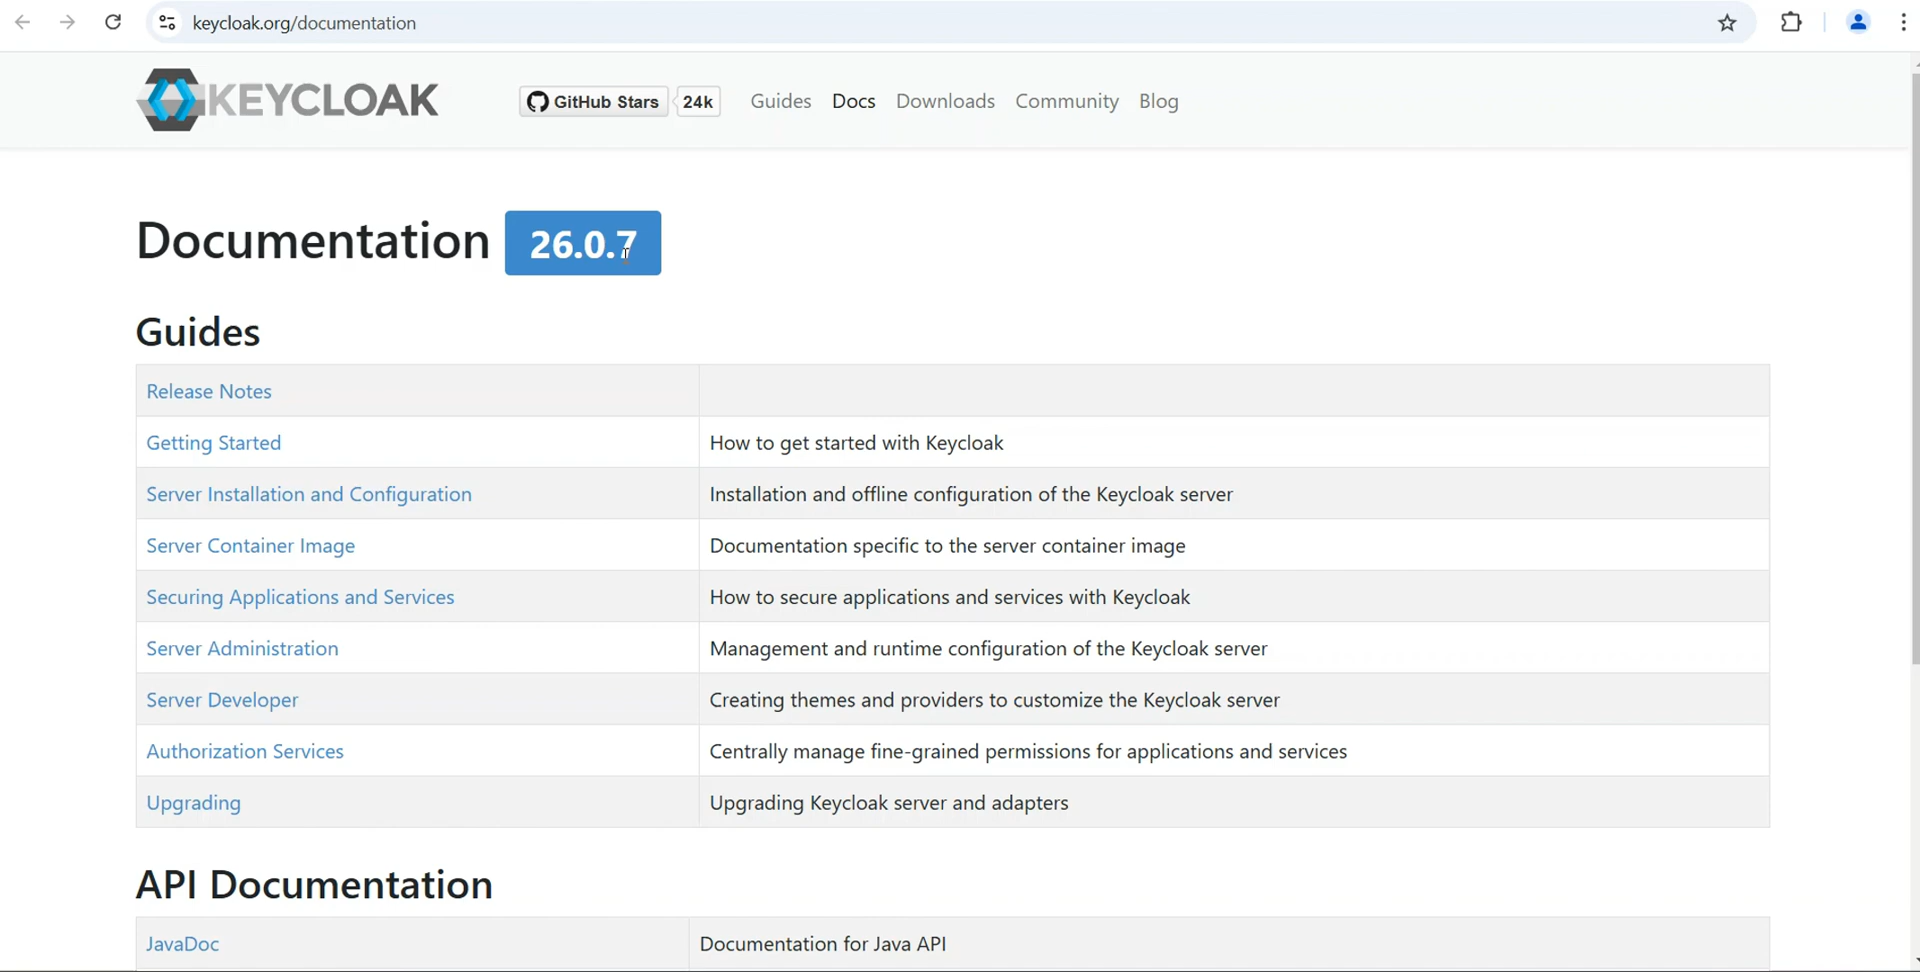 keycloak.org/documentation
KEYCLOAK GitHub Stars 24k Guides Docs Downloads Community Blog
Documentation 26.0.7
Guides
Release Notes
Getting Started How to get started with Keycloak
Server Installation and Configuration Installation and offline configuration of the Keycloak server
Server Container Image Documentation specific to the server container image
Securing Applications and Services How to secure applications and services with Keycloak
Server Administration Management and runtime configuration of the Keycloak server
Server Developer Creating themes and providers to customize the Keycloak server
Authorization Services Centrally manage fine-grained permissions for applications and services
Upgrading Upgrading Keycloak server and adapters
API Documentation
JavaDoc Documentation for Java API